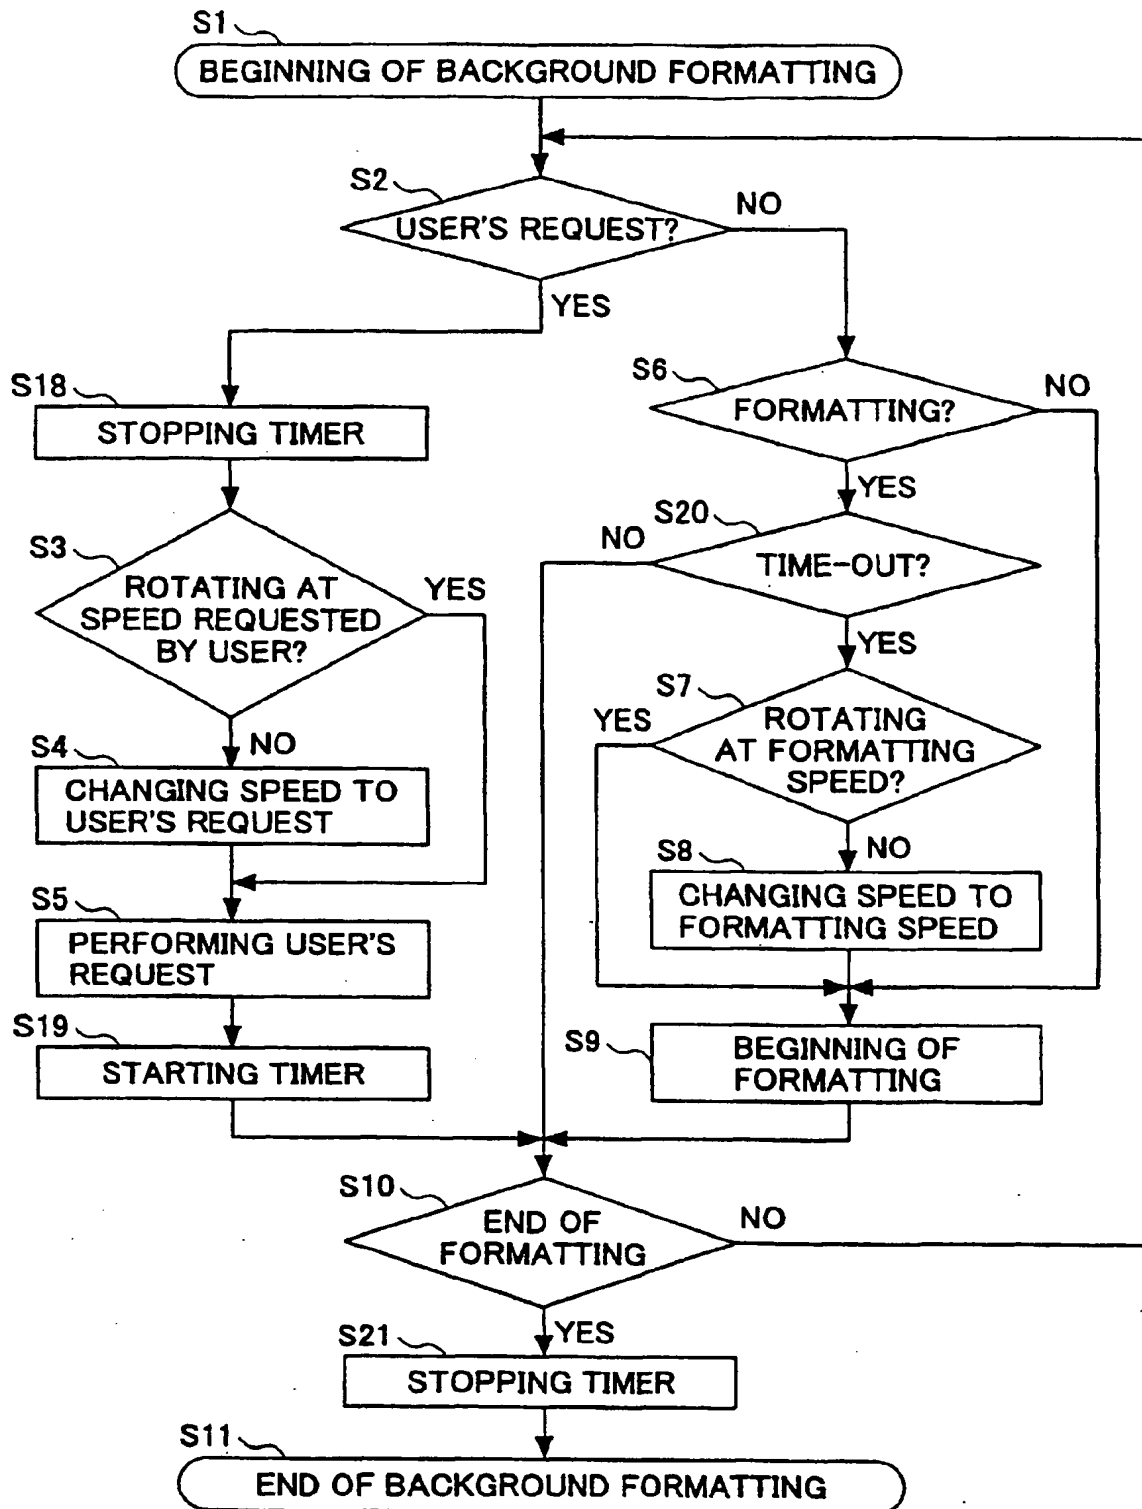 S1
BEGINNING OF BACKGROUND FORMATTING
S2
USER'S REQUEST?
NO
YES
S18
STOPPING TIMER
S6
FORMATTING?
NO
YES
S20
TIME-OUT?
NO
YES
S3
ROTATING AT
SPEED REQUESTED
BY USER?
YES
NO
S7
ROTATING
AT FORMATTING
SPEED?
YES
NO
S4
CHANGING SPEED TO
USER'S REQUEST
S8
CHANGING SPEED TO
FORMATTING SPEED
S5
PERFORMING USER'S
REQUEST
S19
STARTING TIMER
S9
BEGINNING OF
FORMATTING
S10
END OF
FORMATTING
NO
YES
S21
STOPPING TIMER
S11
END OF BACKGROUND FORMATTING